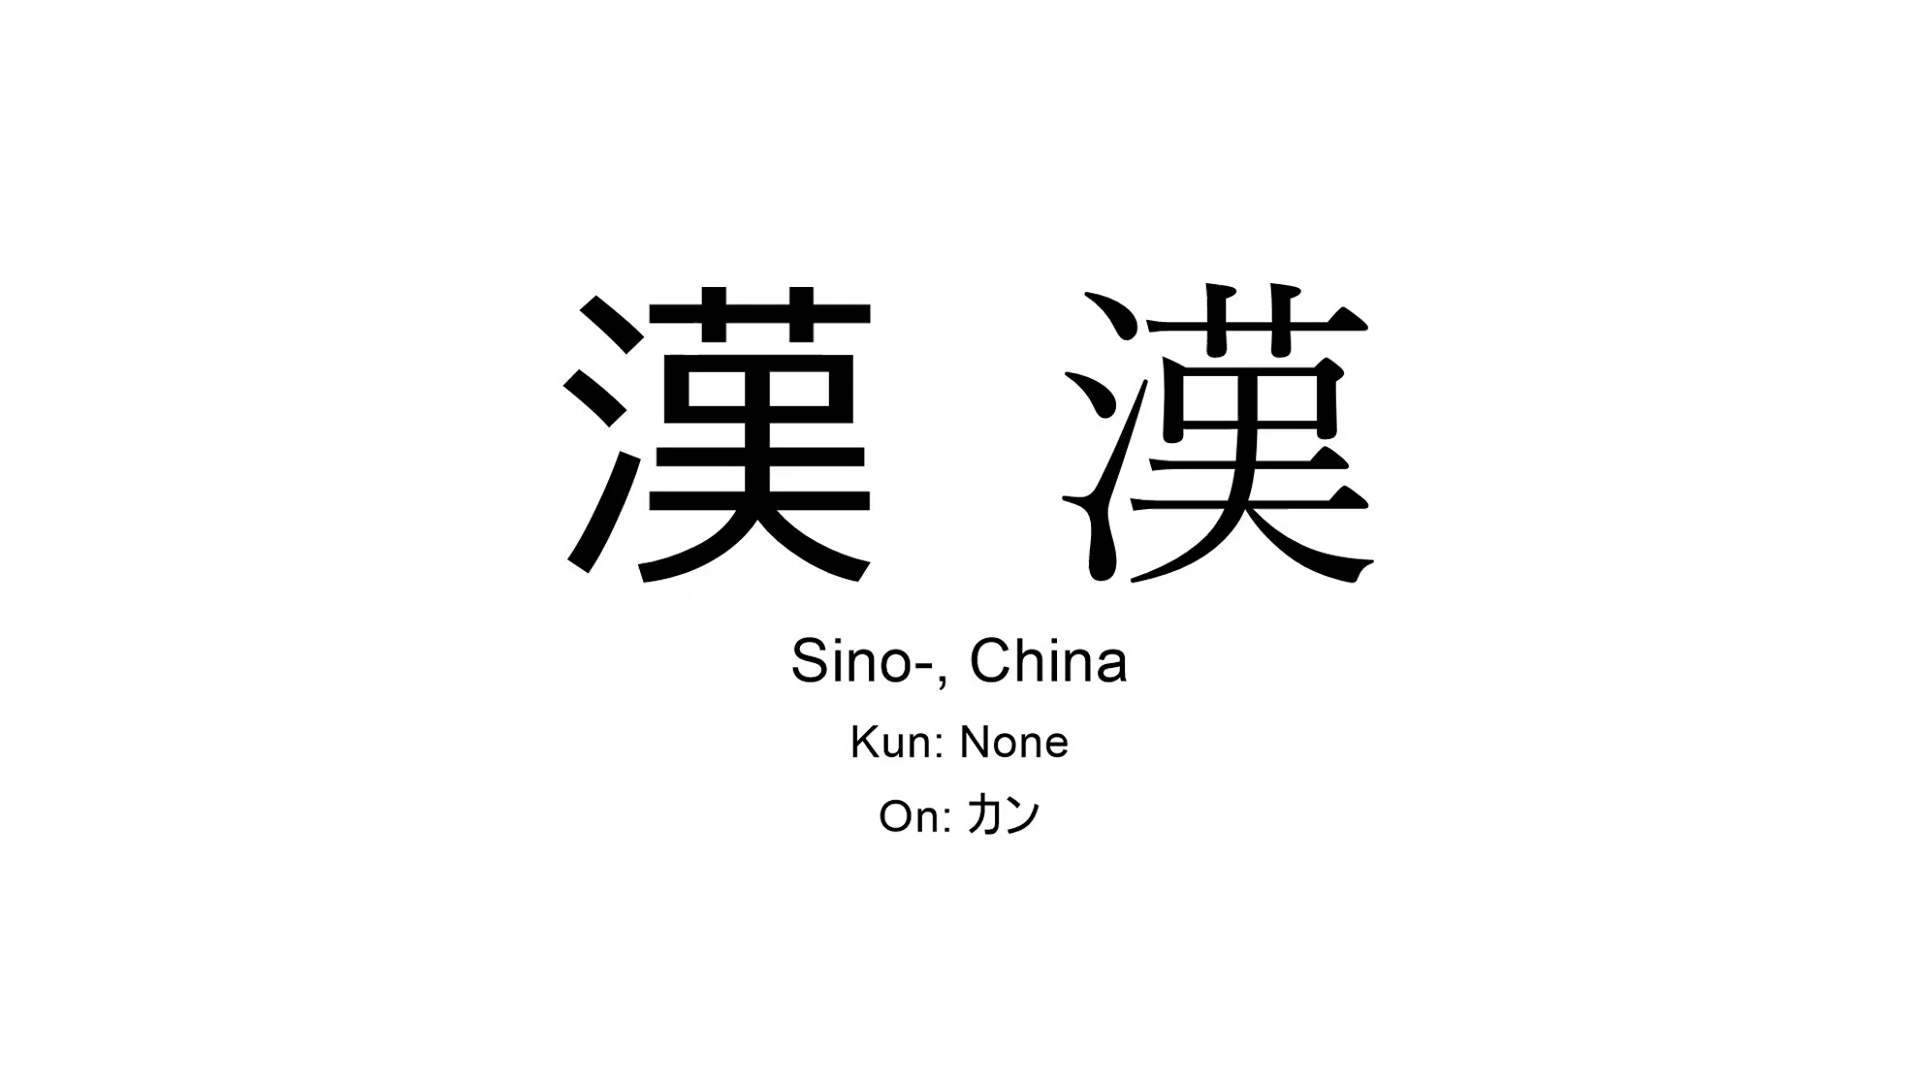 漢 漢
Sino-, China
Kun: None
On: カン